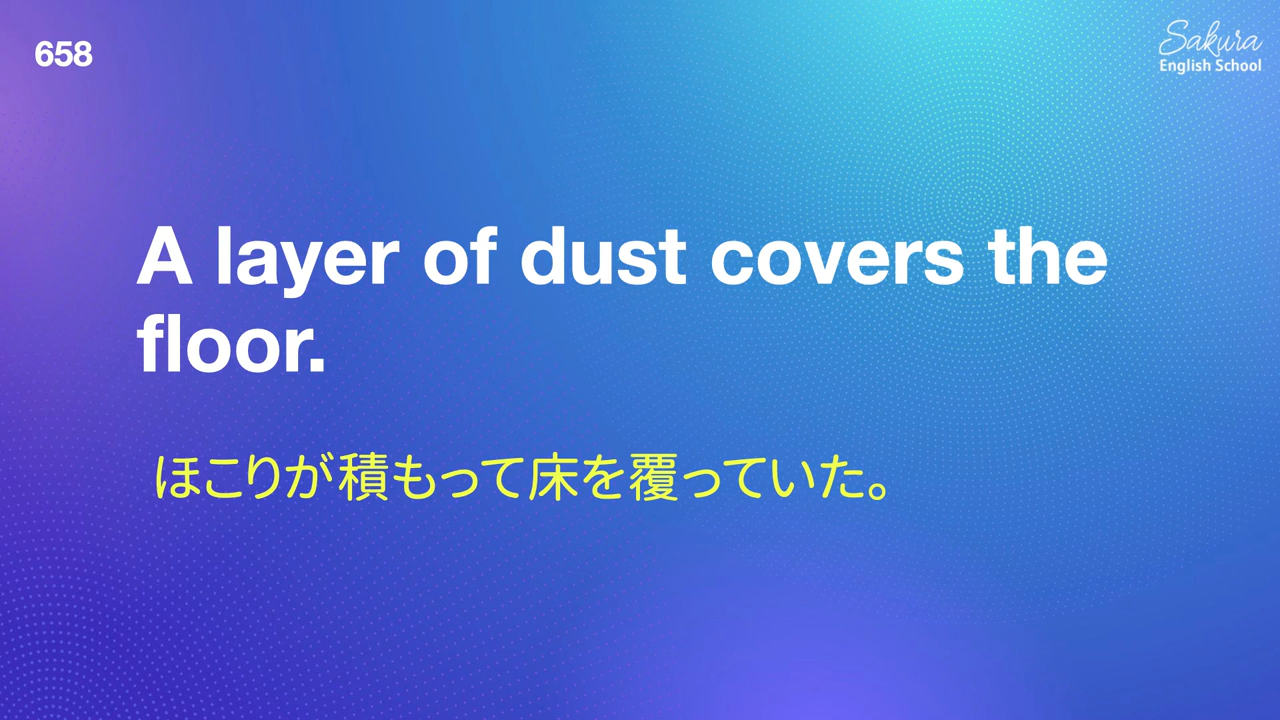 658
Sakura
English School
A layer of dust covers the
floor.
ほこりが積もって床を覆っていた。